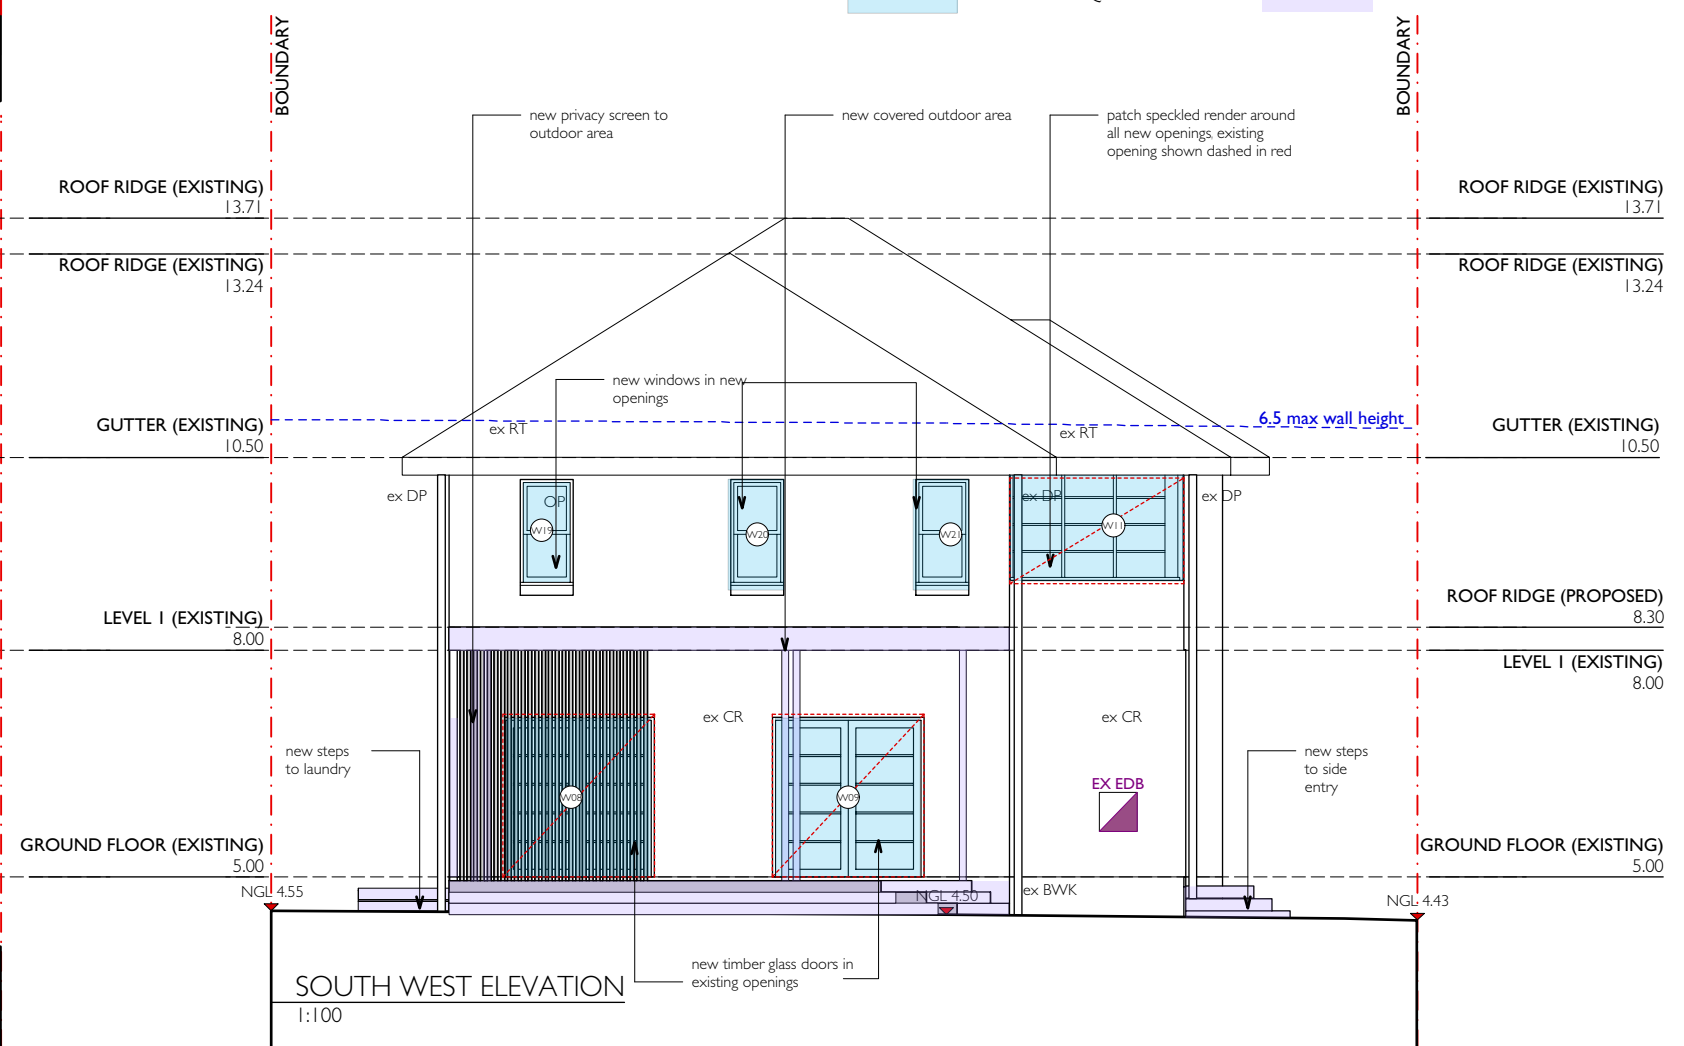 BOUNDARY
BOUNDARY
new privacy screen to
outdoor area
new covered outdoor area
patch speckled render around
all new openings, existing
opening shown dashed in red
ROOF RIDGE (EXISTING)
13.71
ROOF RIDGE (EXISTING)
13.71
ROOF RIDGE (EXISTING)
13.24
ROOF RIDGE (EXISTING)
13.24
new windows in new
openings
6.5 max wall height
GUTTER (EXISTING)
10.50
ex RT
ex RT
GUTTER (EXISTING)
10.50
ex DP
OP
ex DP
ex DP
W19
W20
W21
W11
LEVEL 1 (EXISTING)
8.00
ROOF RIDGE (PROPOSED)
8.30
LEVEL 1 (EXISTING)
8.00
ex CR
ex CR
new steps
to laundry
new steps
to side
entry
EX EDB
W08
W09
GROUND FLOOR (EXISTING)
5.00
GROUND FLOOR (EXISTING)
5.00
NGL 4.55
NGL 4.50
ex BWK
NGL 4.43
new timber glass doors in
existing openings
SOUTH WEST ELEVATION
1:100